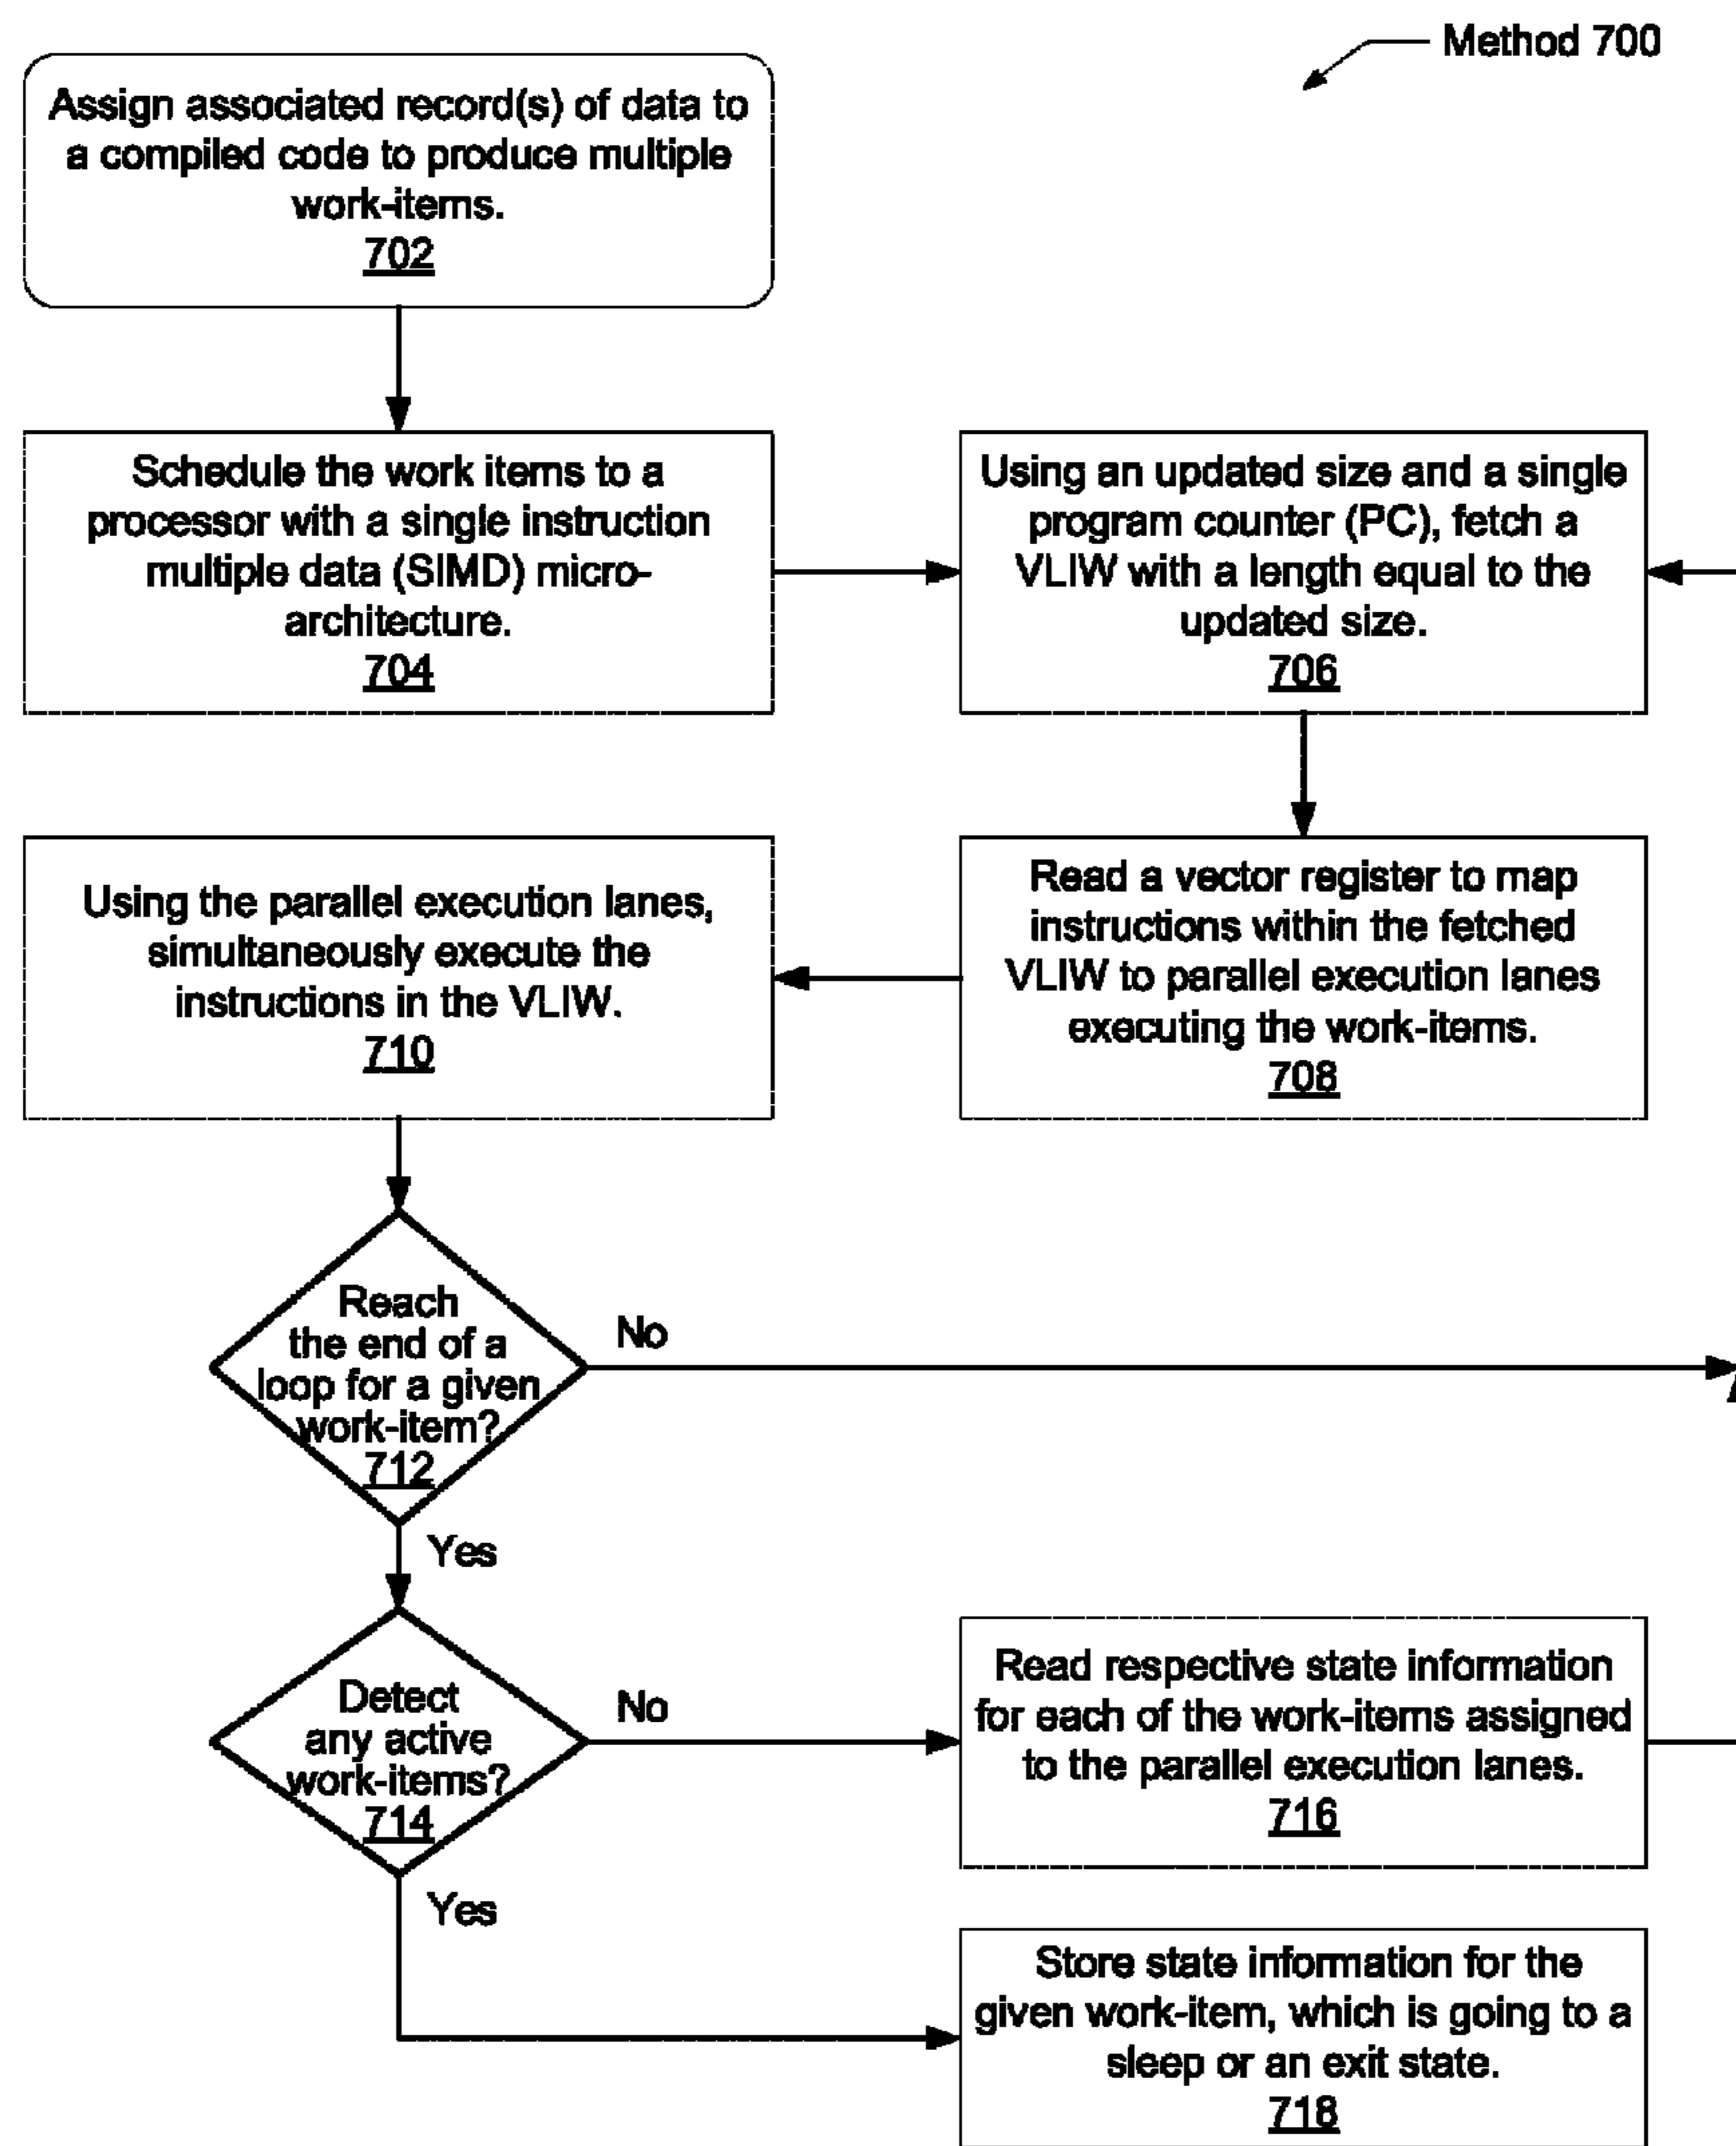 Method 700
Assign associated record(s) of data to
a compiled code to produce multiple
work-items.
702
Schedule the work items to a
processor with a single instruction
multiple data (SIMD) micro-
architecture.
704
Using an updated size and a single
program counter (PC), fetch a
VLIW with a length equal to the
updated size.
706
Read a vector register to map
instructions within the fetched
VLIW to parallel execution lanes
executing the work-items.
708
Using the parallel execution lanes,
simultaneously execute the
instructions in the VLIW.
710
Reach
the end of a
loop for a given
work-item?
712
No
Yes
Detect
any active
work-items?
714
No
Yes
Read respective state information
for each of the work-items assigned
to the parallel execution lanes.
716
Store state information for the
given work-item, which is going to a
sleep or an exit state.
718